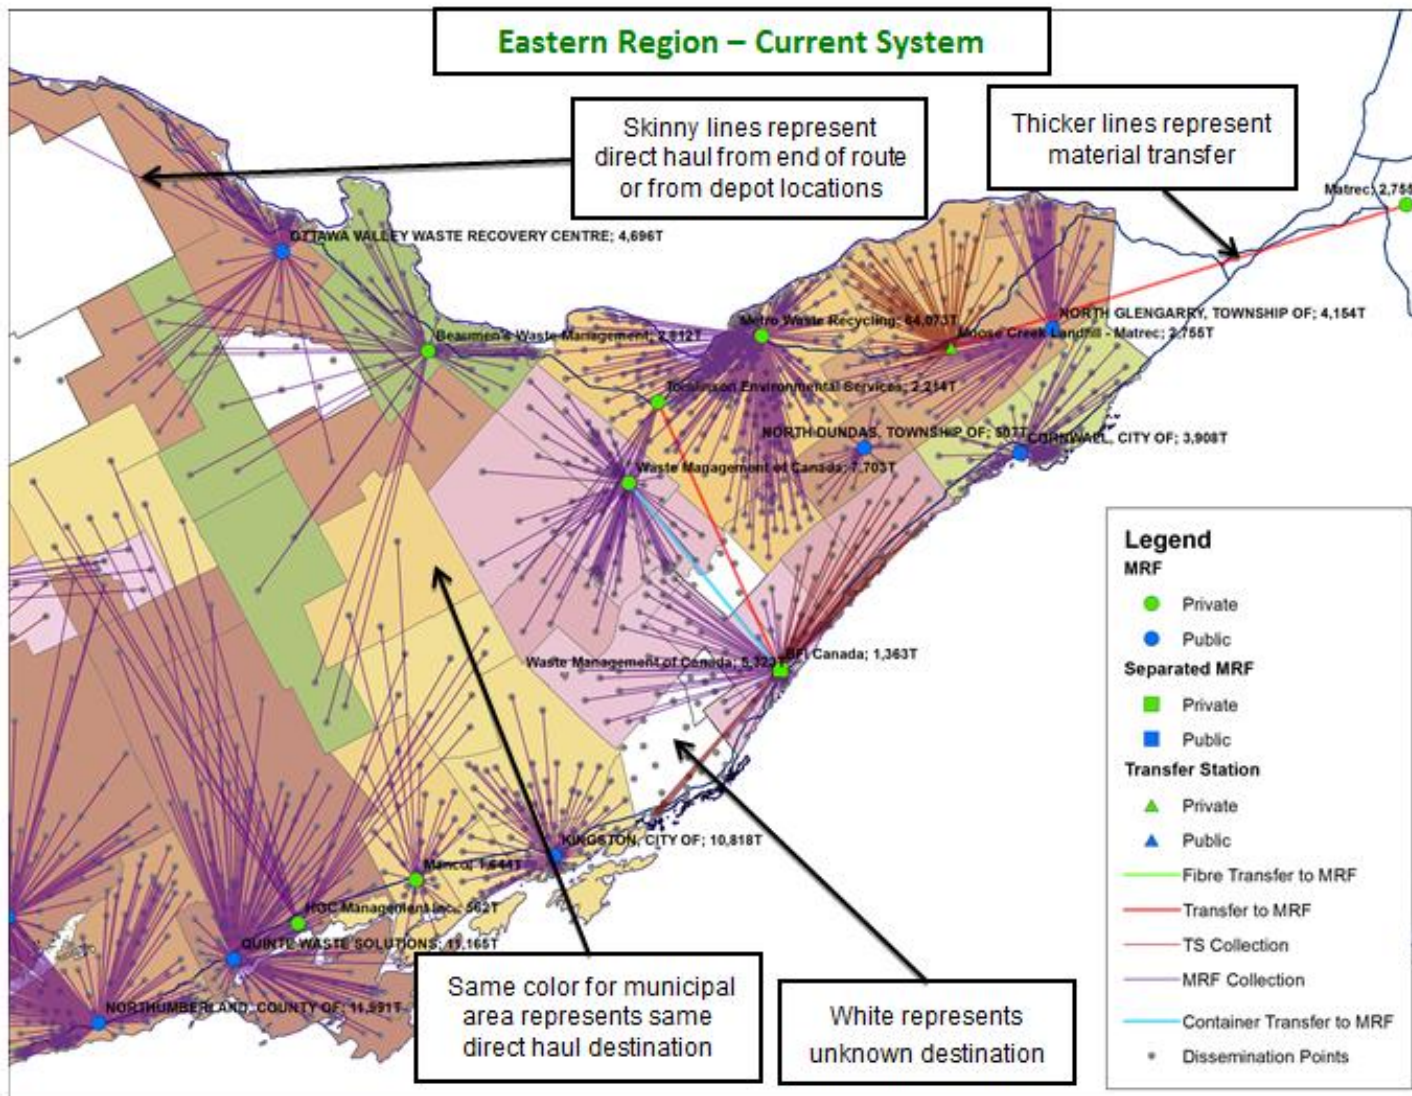 Eastern Region – Current System
Skinny lines represent
direct haul from end of route
or from depot locations
Thicker lines represent
material transfer
Matrec; 2,755
OTTAWA VALLEY WASTE RECOVERY CENTRE; 4,696T
NORTH GLENGARRY, TOWNSHIP OF; 4,154T
Metro Waste Recycling; 64,073T
Beaumen's Waste Management; 2,812T
Moose Creek Landfill - Matrec; 2,755T
Tomlinson Environmental Services; 2,214T
NORTH DUNDAS, TOWNSHIP OF; 507T
CORNWALL, CITY OF; 3,908T
Waste Management of Canada; 7,703T
BFI Canada; 1,363T
Waste Management of Canada; 5,323T
KINGSTON, CITY OF; 10,818T
Manco; 1,644T
HGC Management Inc.; 562T
QUINTE WASTE SOLUTIONS; 11,165T
NORTHUMBERLAND, COUNTY OF; 11,991T
Same color for municipal
area represents same
direct haul destination
White represents
unknown destination
Legend
MRF
Private
Public
Separated MRF
Private
Public
Transfer Station
Private
Public
Fibre Transfer to MRF
Transfer to MRF
TS Collection
MRF Collection
Container Transfer to MRF
Dissemination Points